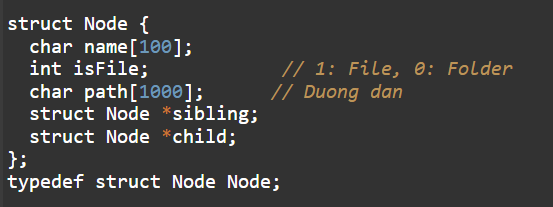 struct Node {
  char name[100];
  int isFile;            // 1: File, 0: Folder
  char path[1000];      // Duong dan
  struct Node *sibling;
  struct Node *child;
};
typedef struct Node Node;